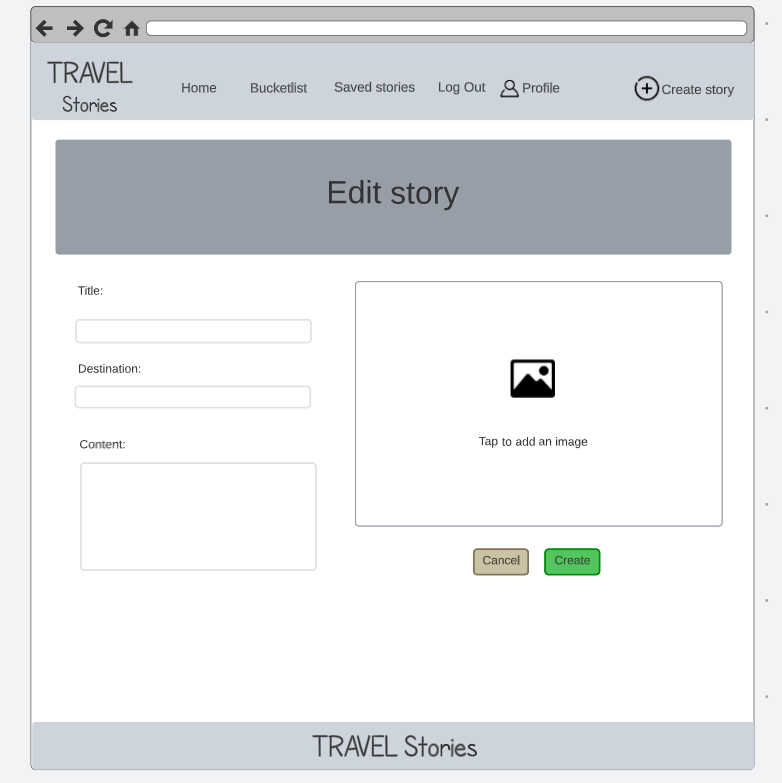 TRAVEL
Stories
Home Bucketlist Saved stories Log Out Profile Create story
Edit story
Title:
Destination:
Content:
Tap to add an image
Cancel Create
TRAVEL Stories